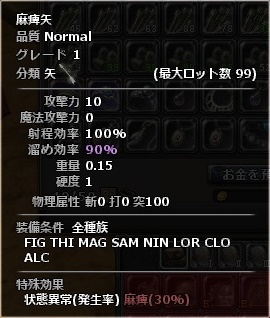 麻痺矢
品質 Normal
グレード 1
分類 矢 (最大ロット数 99)
攻撃力 10
魔法攻撃力 0
射程効率 100%
溜め効率 90%
重量 0.15
硬度 1
物理属性 斬0 打0 突100
装備条件 全種族
FIG THI MAG SAM NIN LOR CLO
ALC
特殊効果
状態異常(発生率) 麻痺(30%)
お金を預